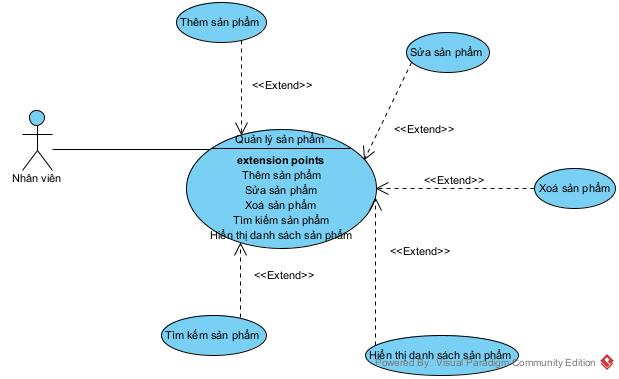 Thêm sản phẩm
Sửa sản phẩm
<<Extend>>
<<Extend>>
Quản lý sản phẩm
extension points
Thêm sản phẩm
Sửa sản phẩm
Xoá sản phẩm
Tìm kiếm sản phẩm
Hiển thị danh sách sản phẩm
Nhân viên
<<Extend>>
Xoá sản phẩm
<<Extend>>
<<Extend>>
Tìm kếm sản phẩm
Hiển thị danh sách sản phẩm
Powered By Visual Paradigm Community Edition